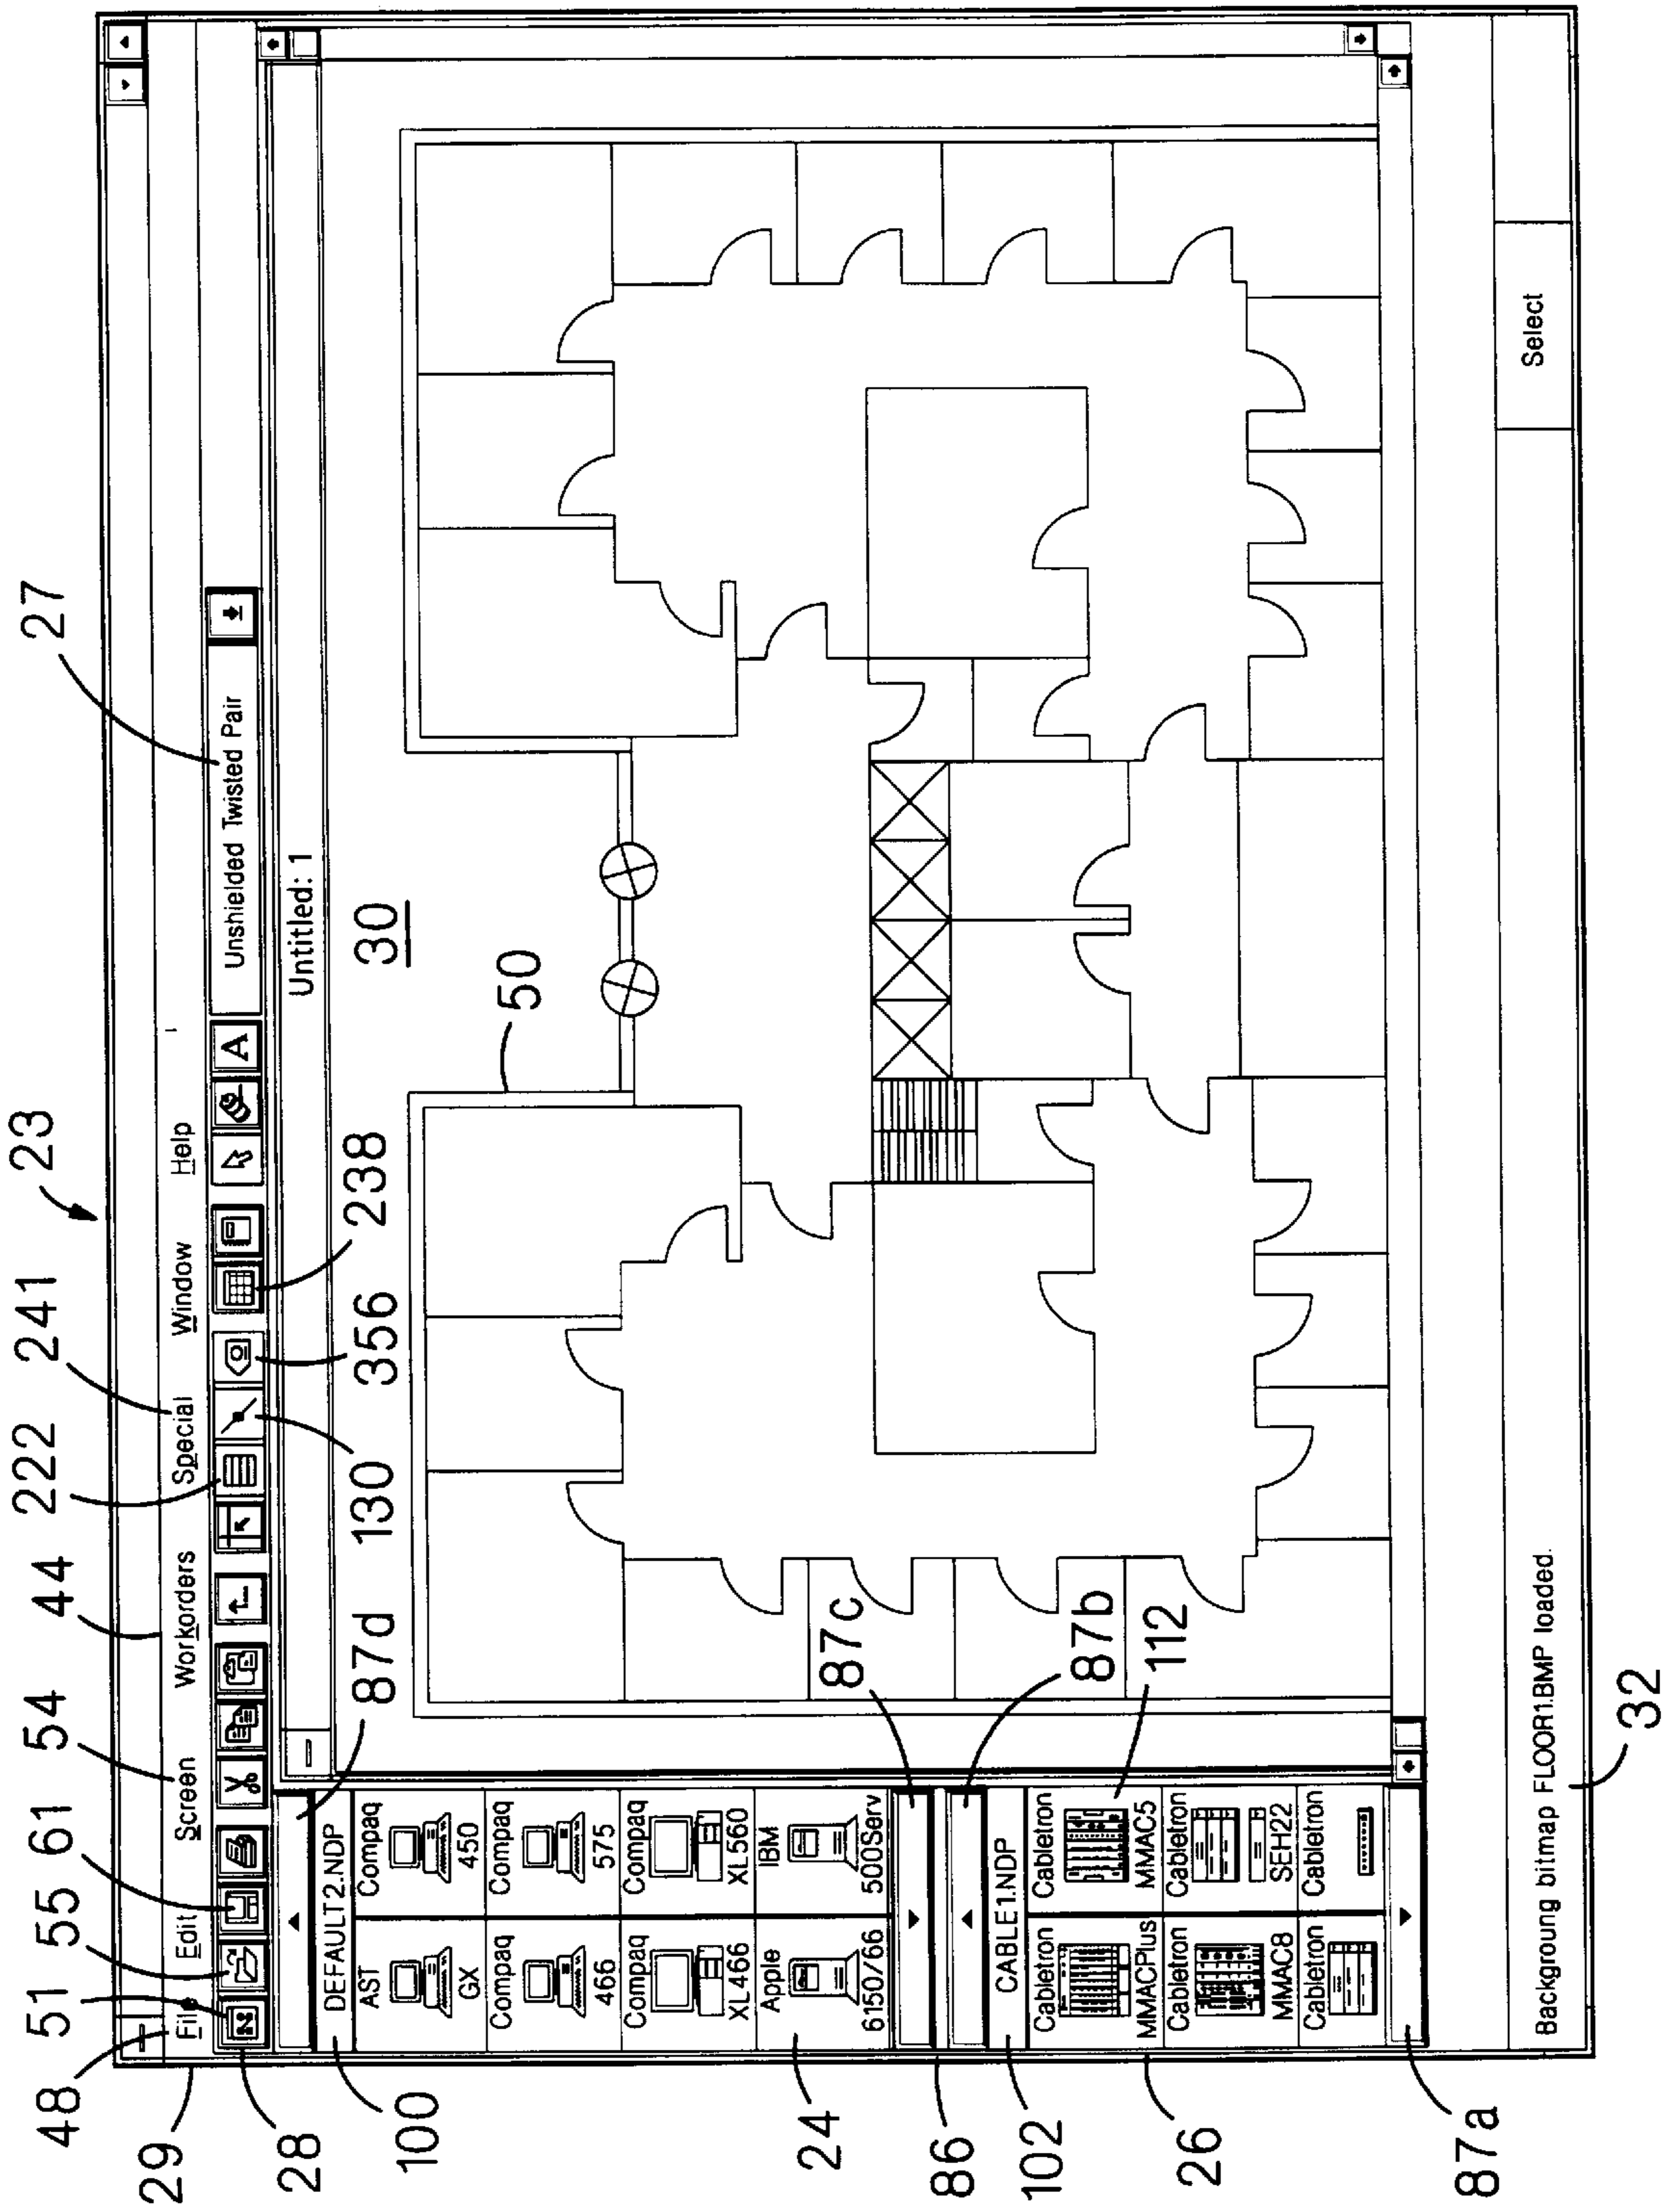 23
48 51 55 61 54 44 222 241 27
29
File Edit Screen Workorders Special Window Help
28
A Unshielded Twisted Pair
Untitled: 1
87d 130 356 238
100
DEFAULT2.NDP
30
AST
GX
Compaq
450
50
Compaq
466
Compaq
575
Compaq
XL466
Compaq
XL560
24
Apple
6150/66
IBM
500Serv
87c
86
87b
102
CABLE1.NDP
112
Cabletron
MMACPlus
Cabletron
MMAC5
26
Cabletron
MMAC8
Cabletron
SEH22
Cabletron
Cabletron
87a
Backgroung bitmap FLOOR1.BMP loaded.
Select
32